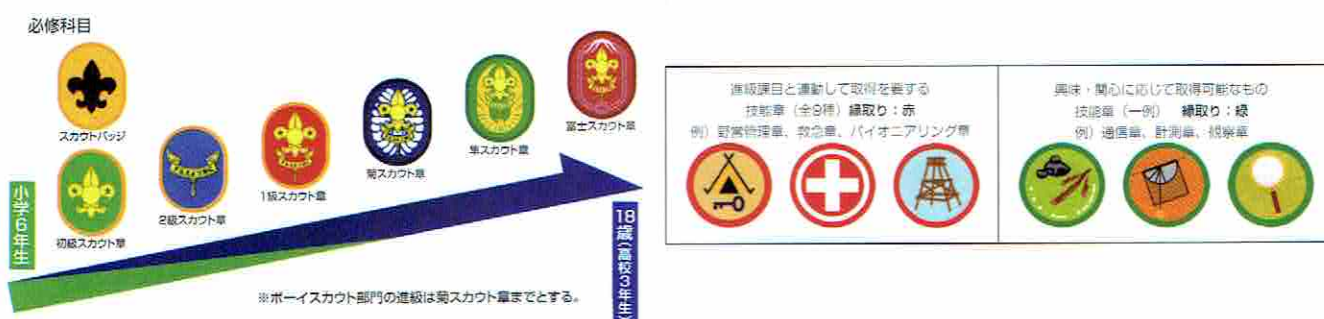 必修科目
スカウトバッジ
初級スカウト章
2級スカウト章
1級スカウト章
菊スカウト章
隼スカウト章
富士スカウト章
小学6年生
18歳(高校3年生)
※ボーイスカウト部門の進級は菊スカウト章までとする。
進級課目と連動して取得を要する
技能章(全9種) 縁取り:赤
例)野営管理章、救急章、パイオニアリング章
興味・関心に応じて取得可能なもの
技能章(一例) 縁取り:緑
例)通信章、計測章、観察章